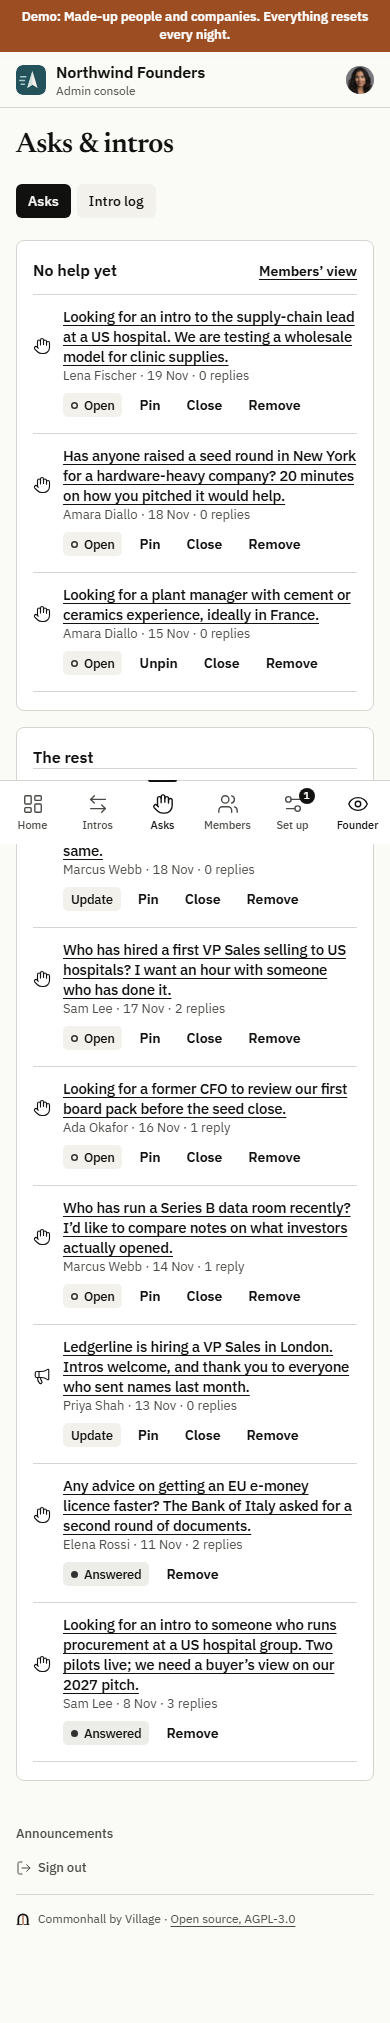 Demo: Made-up people and companies. Everything resets
every night.
Northwind Founders
Admin console
Asks & intros
Asks
Intro log
No help yet
Members’ view
Looking for an intro to the supply-chain lead
at a US hospital. We are testing a wholesale
model for clinic supplies.
Lena Fischer · 19 Nov · 0 replies
Open Pin Close Remove
Has anyone raised a seed round in New York
for a hardware-heavy company? 20 minutes
on how you pitched it would help.
Amara Diallo · 18 Nov · 0 replies
Open Pin Close Remove
Looking for a plant manager with cement or
ceramics experience, ideally in France.
Amara Diallo · 15 Nov · 0 replies
Open Unpin Close Remove
The rest
1
Home Intros Asks Members Set up Founder
same.
Marcus Webb · 18 Nov · 0 replies
Update Pin Close Remove
Who has hired a first VP Sales selling to US
hospitals? I want an hour with someone
who has done it.
Sam Lee · 17 Nov · 2 replies
Open Pin Close Remove
Looking for a former CFO to review our first
board pack before the seed close.
Ada Okafor · 16 Nov · 1 reply
Open Pin Close Remove
Who has run a Series B data room recently?
I’d like to compare notes on what investors
actually opened.
Marcus Webb · 14 Nov · 1 reply
Open Pin Close Remove
Ledgerline is hiring a VP Sales in London.
Intros welcome, and thank you to everyone
who sent names last month.
Priya Shah · 13 Nov · 0 replies
Update Pin Close Remove
Any advice on getting an EU e-money
licence faster? The Bank of Italy asked for a
second round of documents.
Elena Rossi · 11 Nov · 2 replies
Answered Remove
Looking for an intro to someone who runs
procurement at a US hospital group. Two
pilots live; we need a buyer’s view on our
2027 pitch.
Sam Lee · 8 Nov · 3 replies
Answered Remove
Announcements
Sign out
Commonhall by Village · Open source, AGPL-3.0